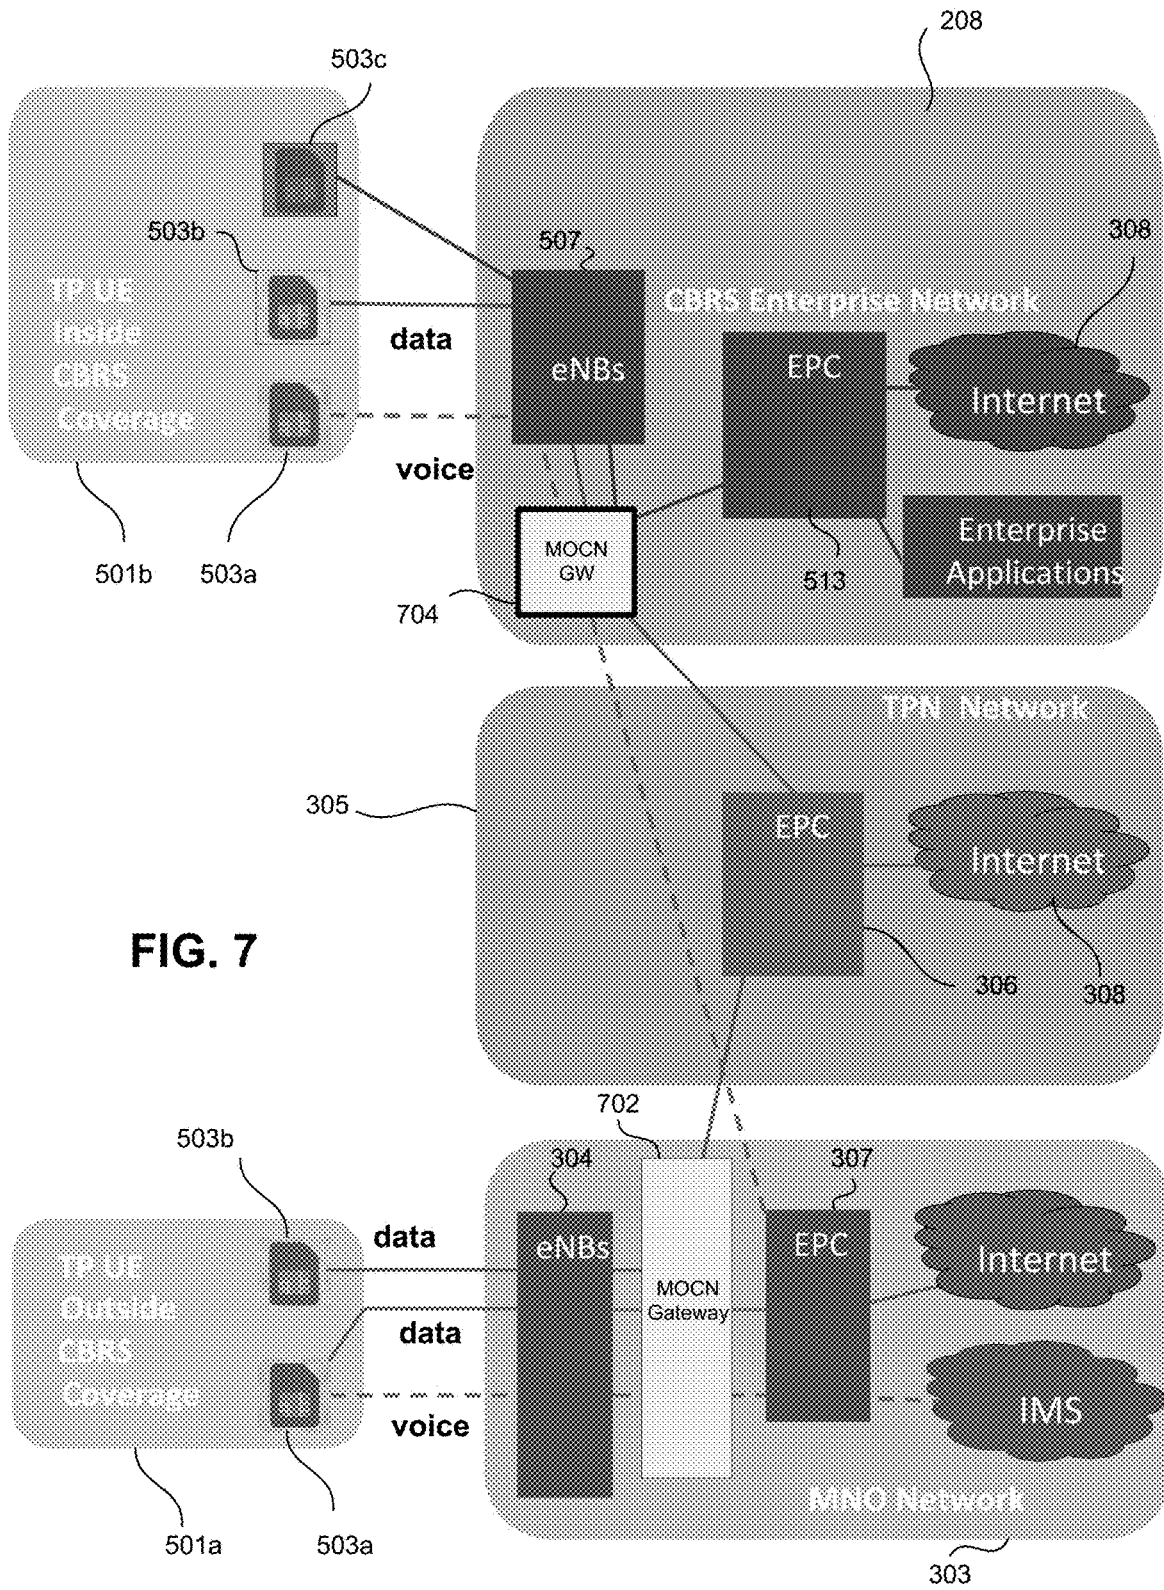 208
503c
503b
507
308
TP UE
Inside
CBRS
Coverage
data
voice
CBRS Enterprise Network
eNBs
EPC
Internet
MOCN
GW
Enterprise
Applications
513
501b
503a
704
TPN Network
305
EPC
Internet
306
308
FIG. 7
702
503b
304
307
data
eNBs
EPC
Internet
TP UE
Outside
CBRS
Coverage
MOCN
Gateway
data
voice
IMS
MNO Network
501a
503a
303